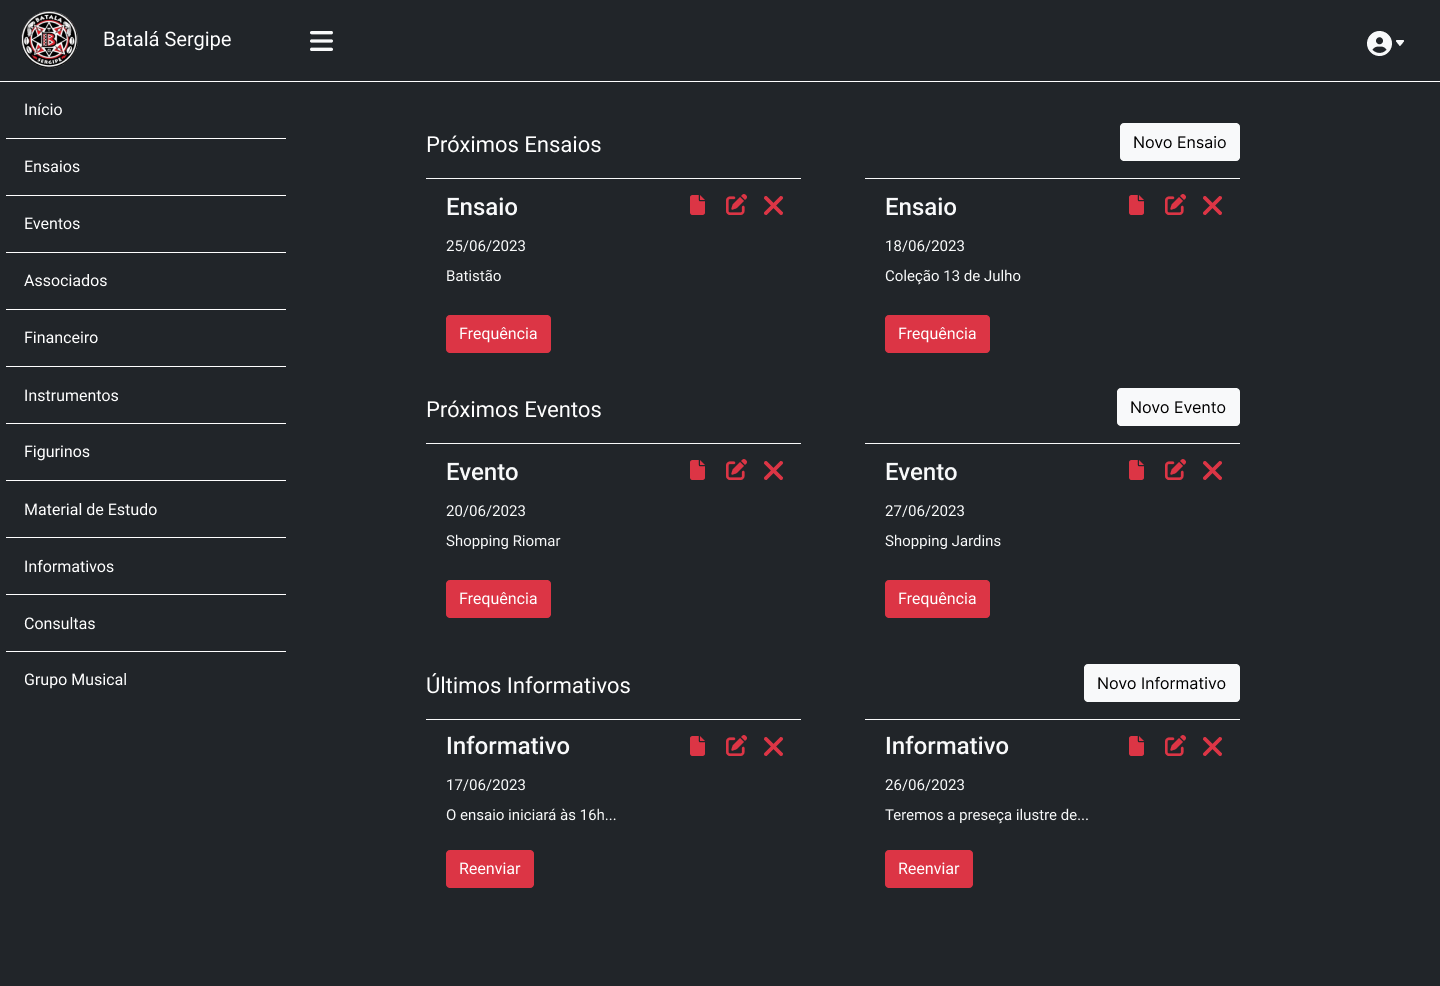 BATALÁ
SERGIPE
Batalá Sergipe
Início
Ensaios
Eventos
Associados
Financeiro
Instrumentos
Figurinos
Material de Estudo
Informativos
Consultas
Grupo Musical
Próximos Ensaios
Novo Ensaio
Ensaio
25/06/2023
Batistão
Frequência
Ensaio
18/06/2023
Coleção 13 de Julho
Frequência
Próximos Eventos
Novo Evento
Evento
20/06/2023
Shopping Riomar
Frequência
Evento
27/06/2023
Shopping Jardins
Frequência
Últimos Informativos
Novo Informativo
Informativo
17/06/2023
O ensaio iniciará às 16h...
Reenviar
Informativo
26/06/2023
Teremos a preseça ilustre de...
Reenviar